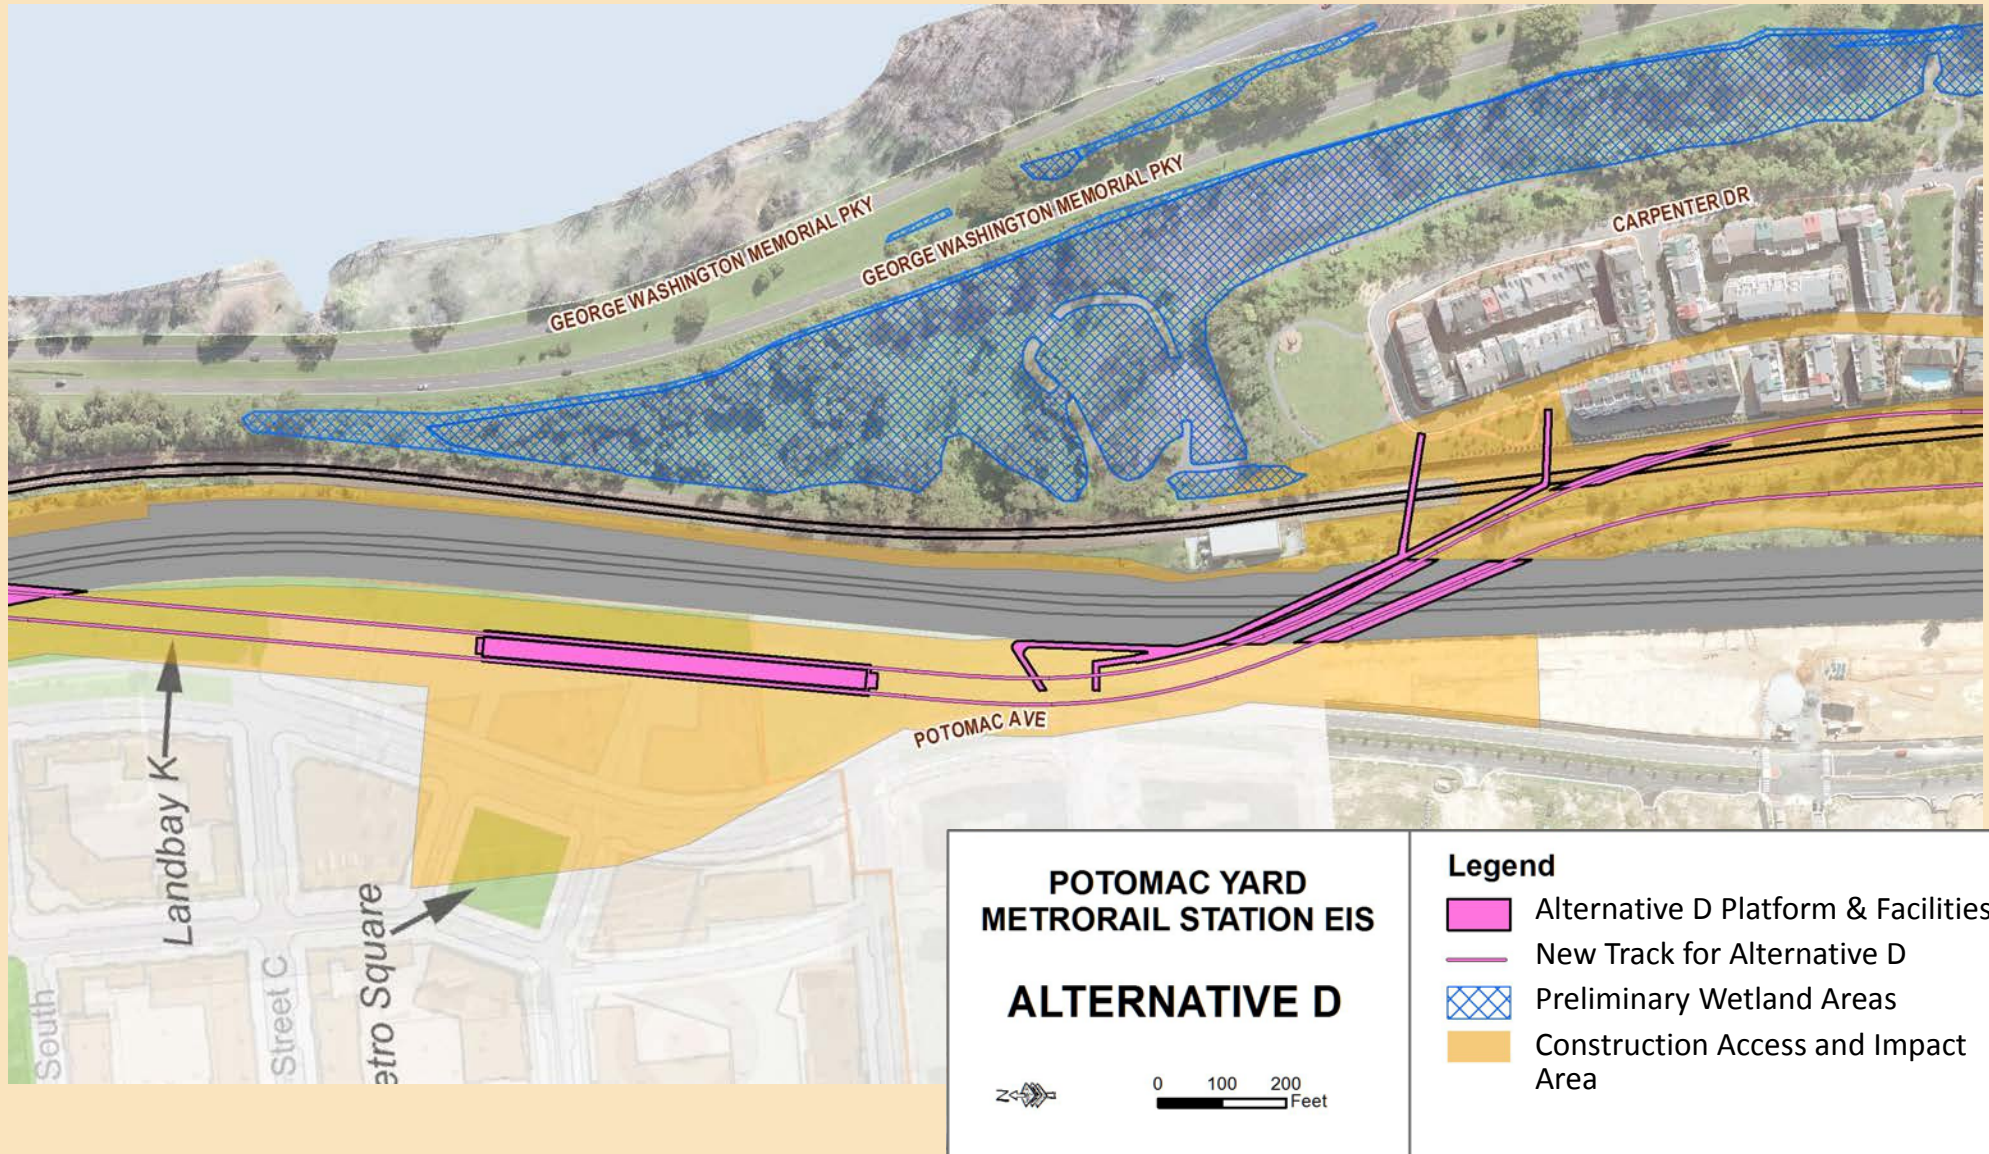 GEORGE WASHINGTON MEMORIAL PKY
GEORGE WASHINGTON MEMORIAL PKY
CARPENTER DR
POTOMAC AVE
Landbay K
etro Square
Street C
South
POTOMAC YARD
METRORAIL STATION EIS
ALTERNATIVE D
N
0 100 200
Feet
Legend
Alternative D Platform & Facilities
New Track for Alternative D
Preliminary Wetland Areas
Construction Access and Impact
Area